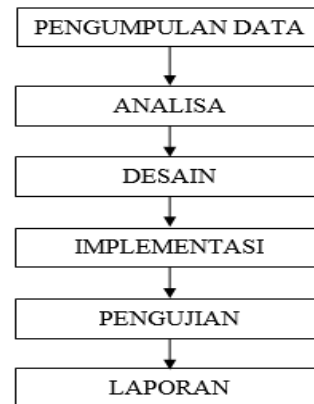 PENGUMPULAN DATA
ANALISA
DESAIN
IMPLEMENTASI
PENGUJIAN
LAPORAN